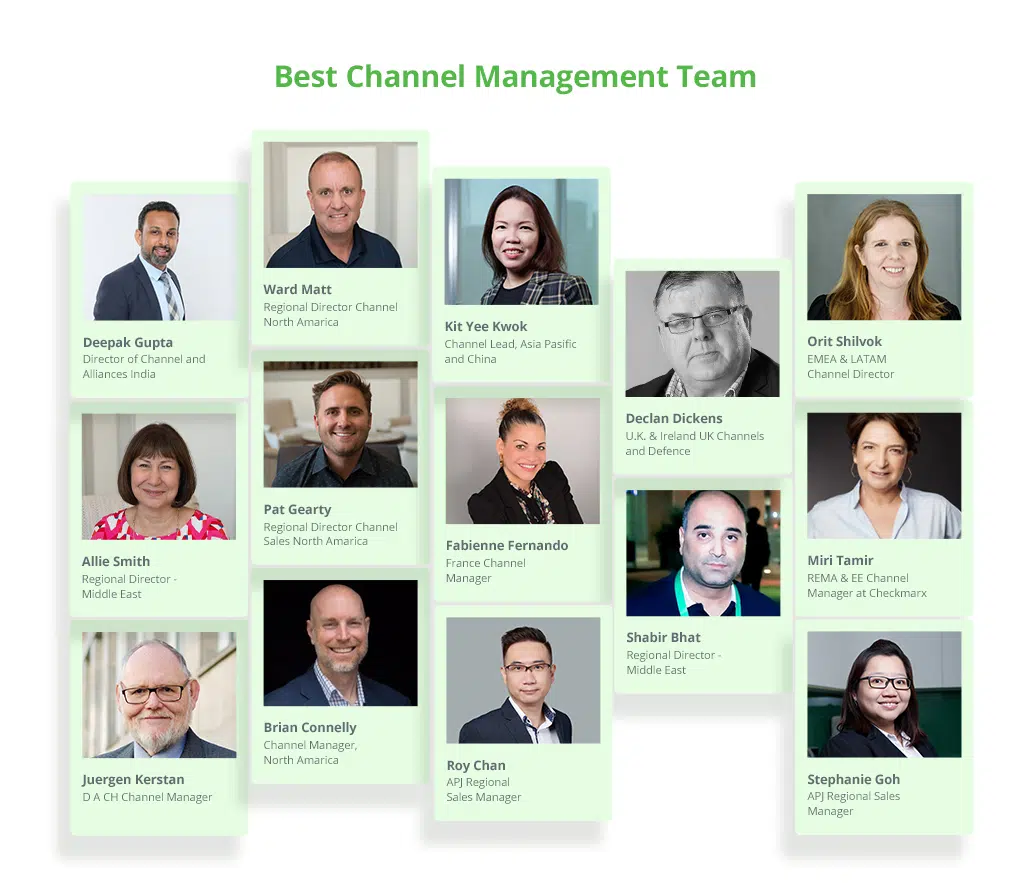 Best Channel Management Team
Deepak Gupta
Director of Channel and
Alliances India
Allie Smith
Regional Director -
Middle East
Juergen Kerstan
D A CH Channel Manager
Ward Matt
Regional Director Channel
North Amarica
Pat Gearty
Regional Director Channel
Sales North Amarica
Brian Connelly
Channel Manager,
North Amarica
Kit Yee Kwok
Channel Lead, Asia Pasific
and China
Fabienne Fernando
France Channel
Manager
Roy Chan
APJ Regional
Sales Manager
Declan Dickens
U.K. & Ireland UK Channels
and Defence
Shabir Bhat
Regional Director -
Middle East
Orit Shilvok
EMEA & LATAM
Channel Director
Miri Tamir
REMA & EE Channel
Manager at Checkmarx
Stephanie Goh
APJ Regional Sales
Manager